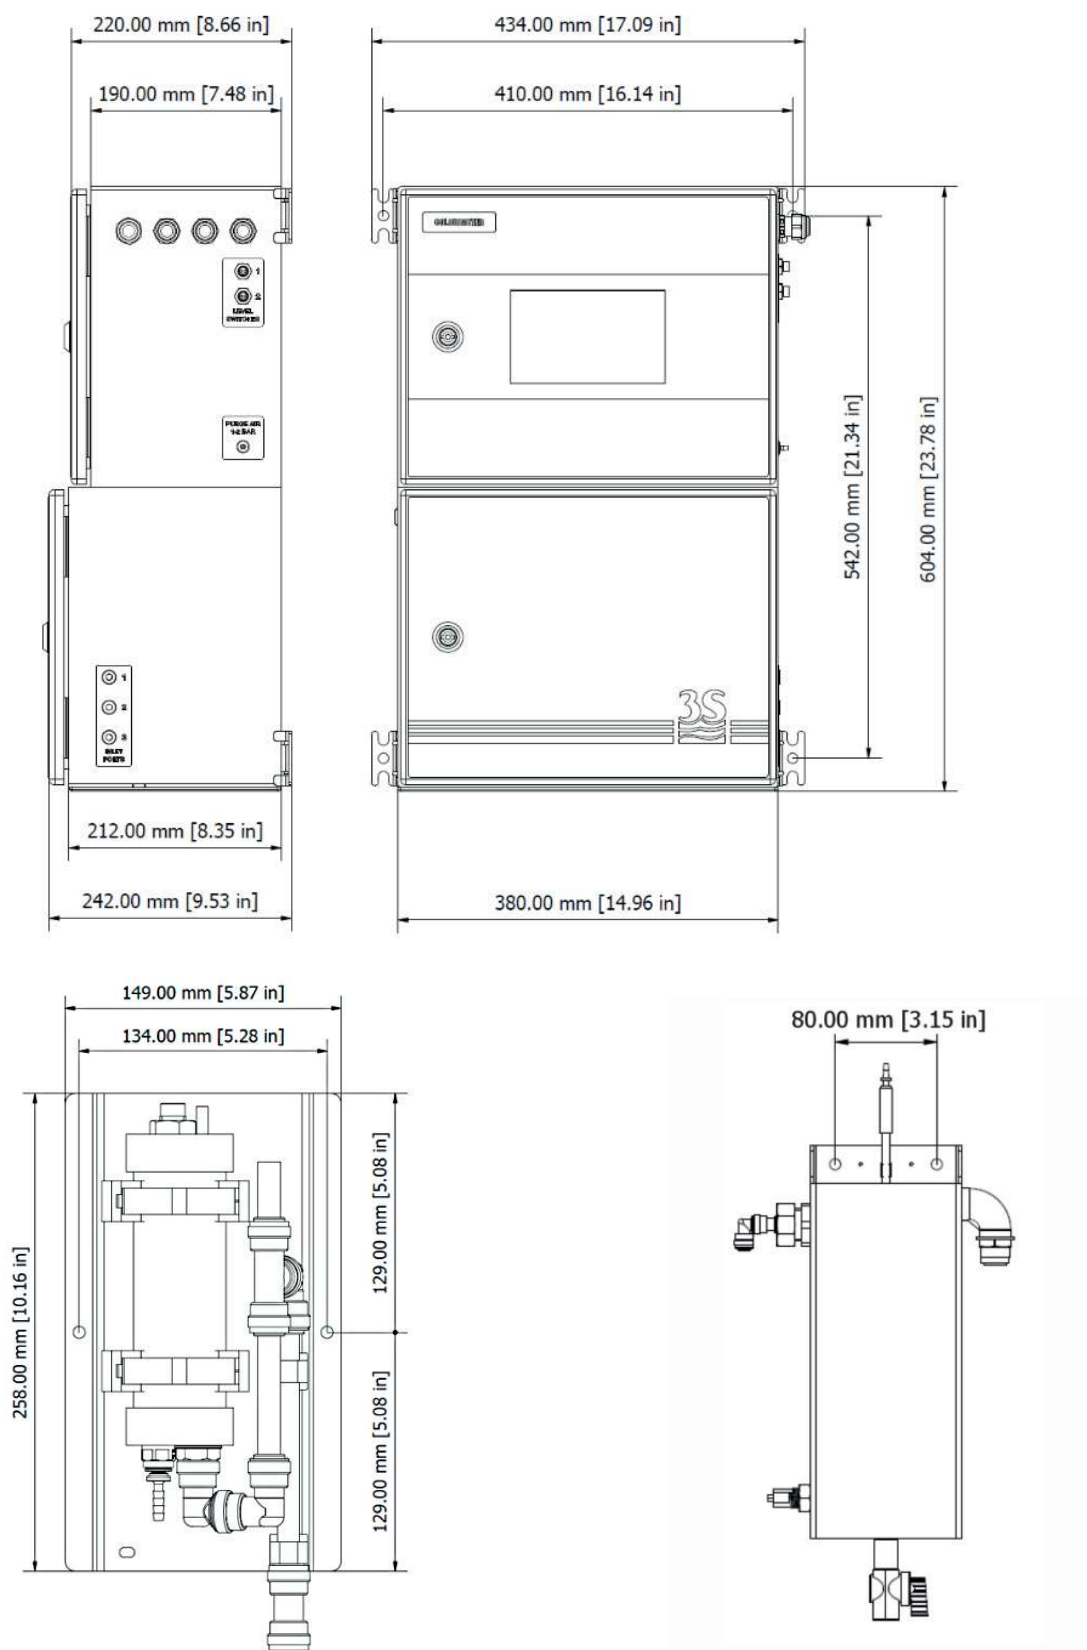 220.00 mm [8.66 in]
434.00 mm [17.09 in]
190.00 mm [7.48 in]
410.00 mm [16.14 in]
COLORIMETER
1
2
LEVEL
SWITCHES
PURGE AIR
1-2 BAR
542.00 mm [21.34 in]
604.00 mm [23.78 in]
1
2
3
INLET
PORTS
3S
212.00 mm [8.35 in]
242.00 mm [9.53 in]
380.00 mm [14.96 in]
149.00 mm [5.87 in]
134.00 mm [5.28 in]
258.00 mm [10.16 in]
129.00 mm [5.08 in]
129.00 mm [5.08 in]
80.00 mm [3.15 in]